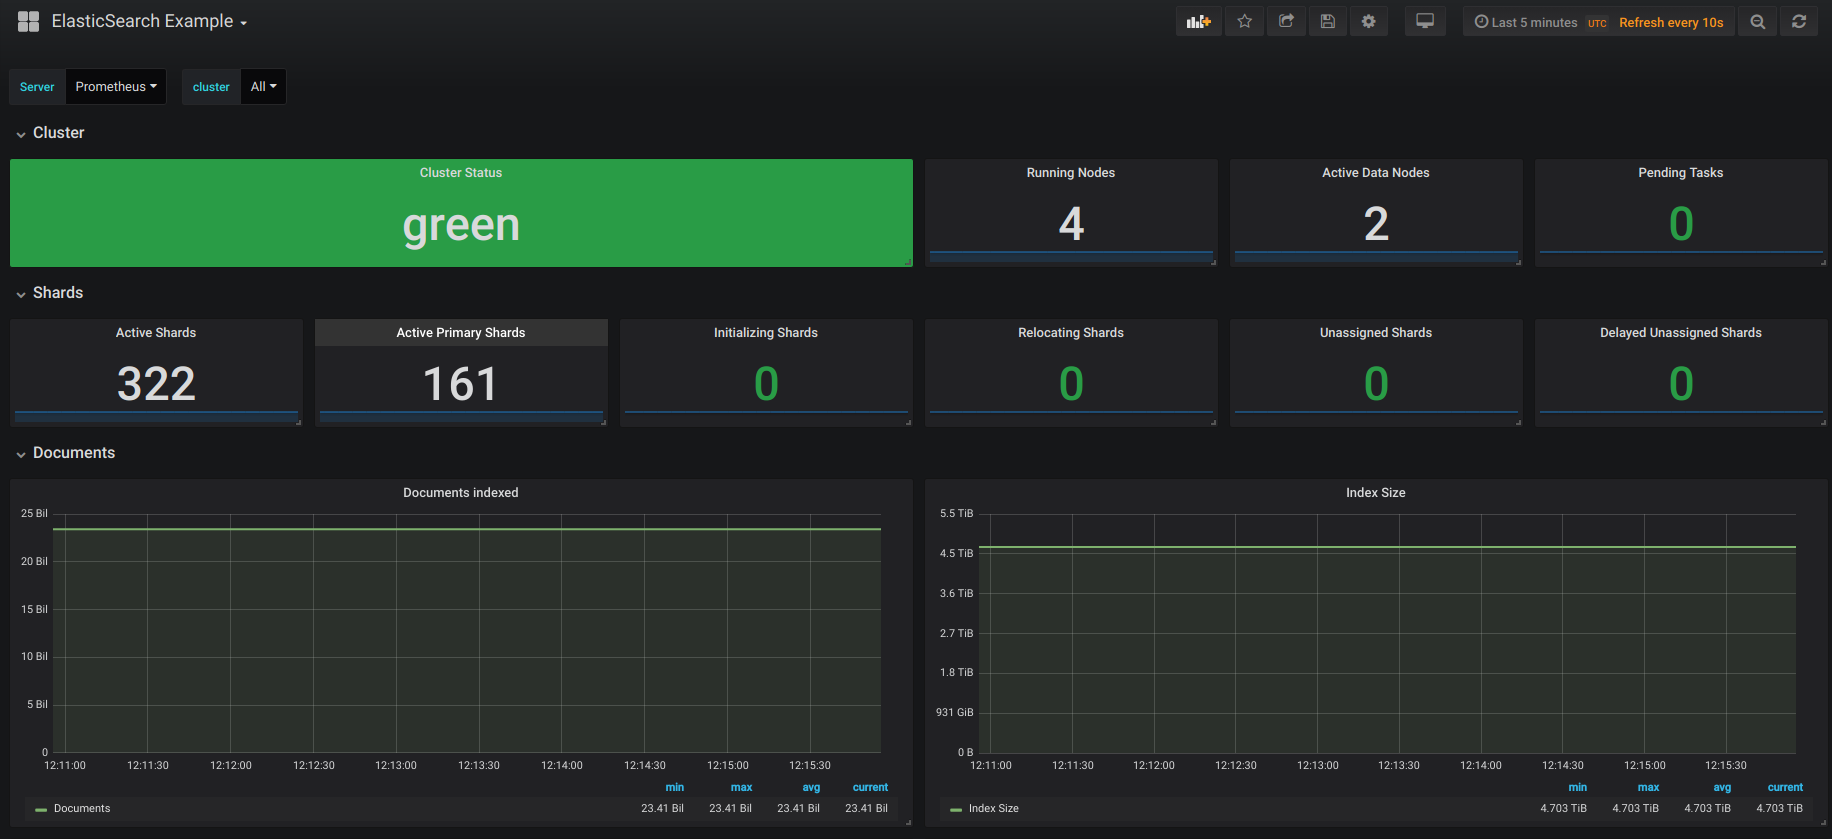 ElasticSearch Example
Last 5 minutes UTC Refresh every 10s
Server Prometheus cluster All
Cluster
Cluster Status
green
Running Nodes
4
Active Data Nodes
2
Pending Tasks
0
Shards
Active Shards
322
Active Primary Shards
161
Initializing Shards
0
Relocating Shards
0
Unassigned Shards
0
Delayed Unassigned Shards
0
Documents
Documents indexed
25 Bil
20 Bil
15 Bil
10 Bil
5 Bil
0
12:11:00 12:11:30 12:12:00 12:12:30 12:13:00 12:13:30 12:14:00 12:14:30 12:15:00 12:15:30
min max avg current
Documents 23.41 Bil 23.41 Bil 23.41 Bil 23.41 Bil
Index Size
5.5 TiB
4.5 TiB
3.6 TiB
2.7 TiB
1.8 TiB
931 GiB
0 B
12:11:00 12:11:30 12:12:00 12:12:30 12:13:00 12:13:30 12:14:00 12:14:30 12:15:00 12:15:30
min max avg current
Index Size 4.703 TiB 4.703 TiB 4.703 TiB 4.703 TiB